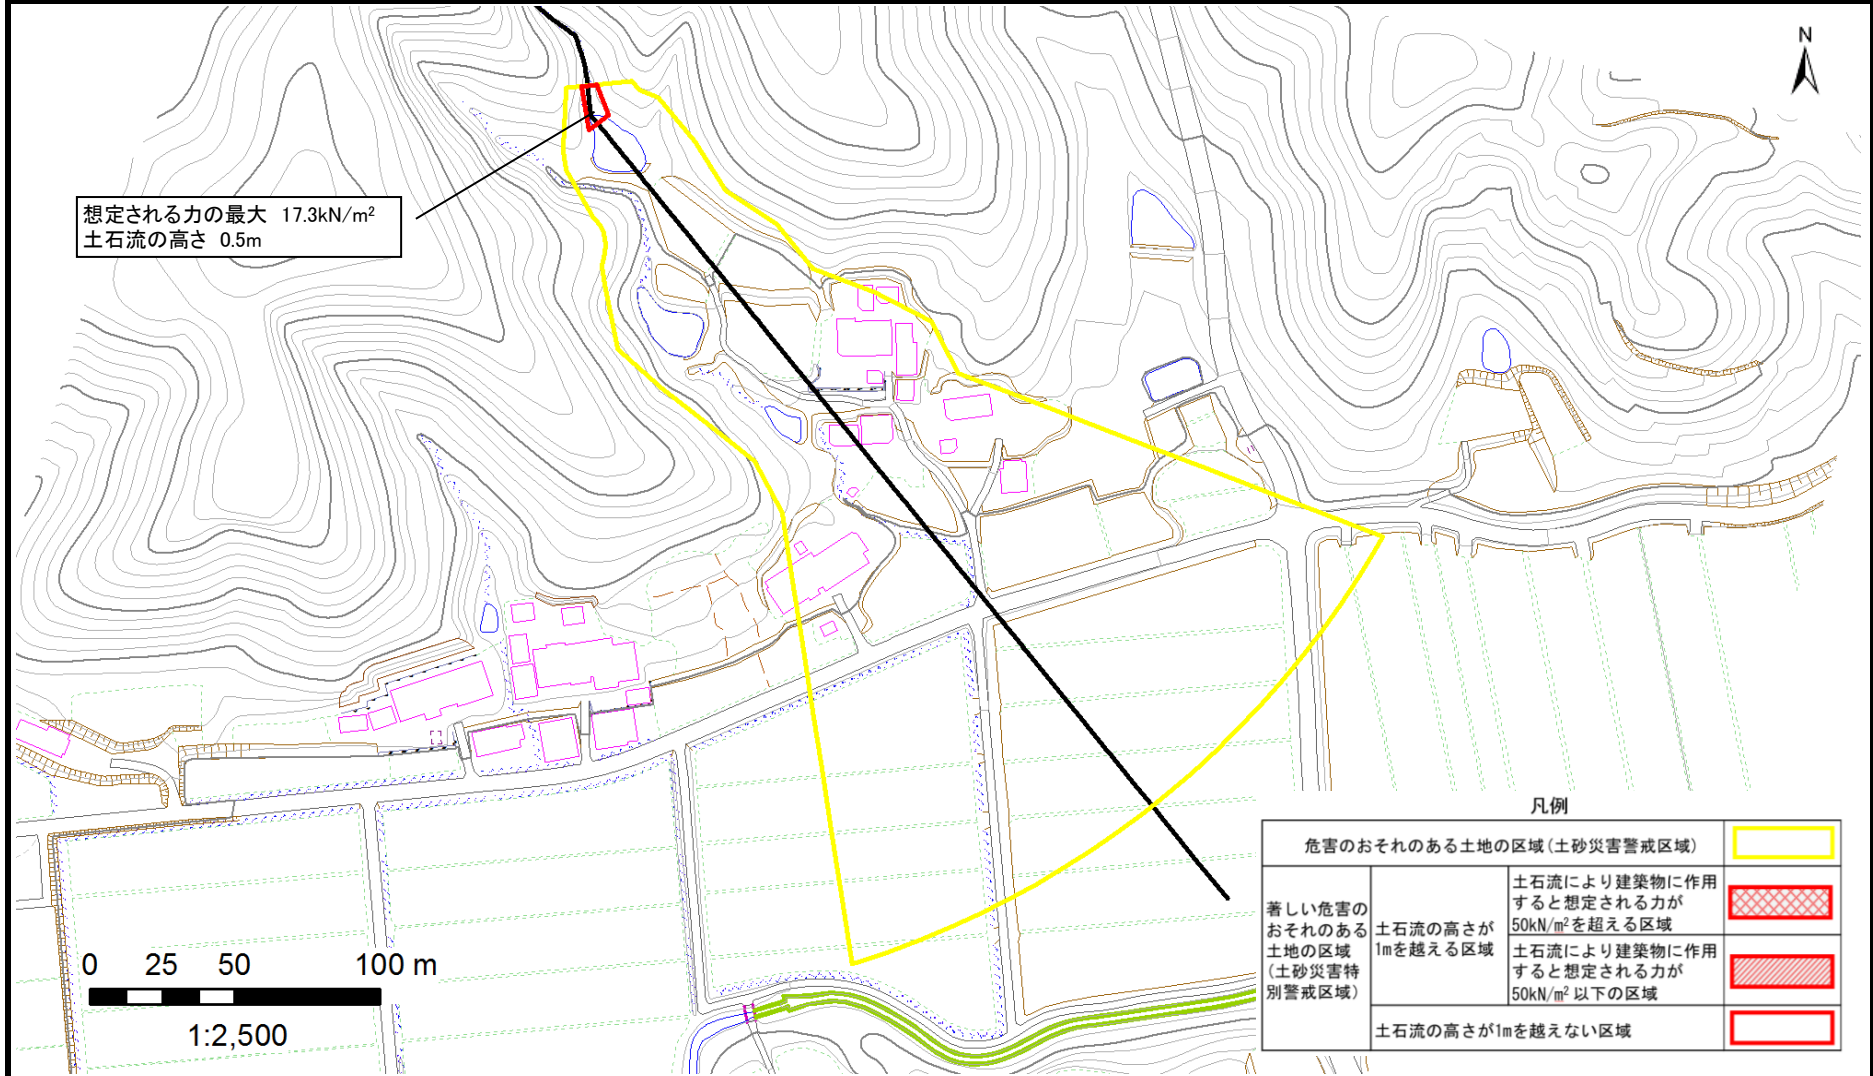 N
想定される力の最大 17.3kN/m²
土石流の高さ 0.5m
凡例
危害のおそれのある土地の区域(土砂災害警戒区域)
著しい危害の
おそれのある
土地の区域
(土砂災害特
別警戒区域)
土石流の高さが
1mを越える区域
土石流により建築物に作用
すると想定される力が
50kN/m²を超える区域
土石流により建築物に作用
すると想定される力が
50kN/m² 以下の区域
土石流の高さが1mを越えない区域
0 25 50 100 m
1:2,500